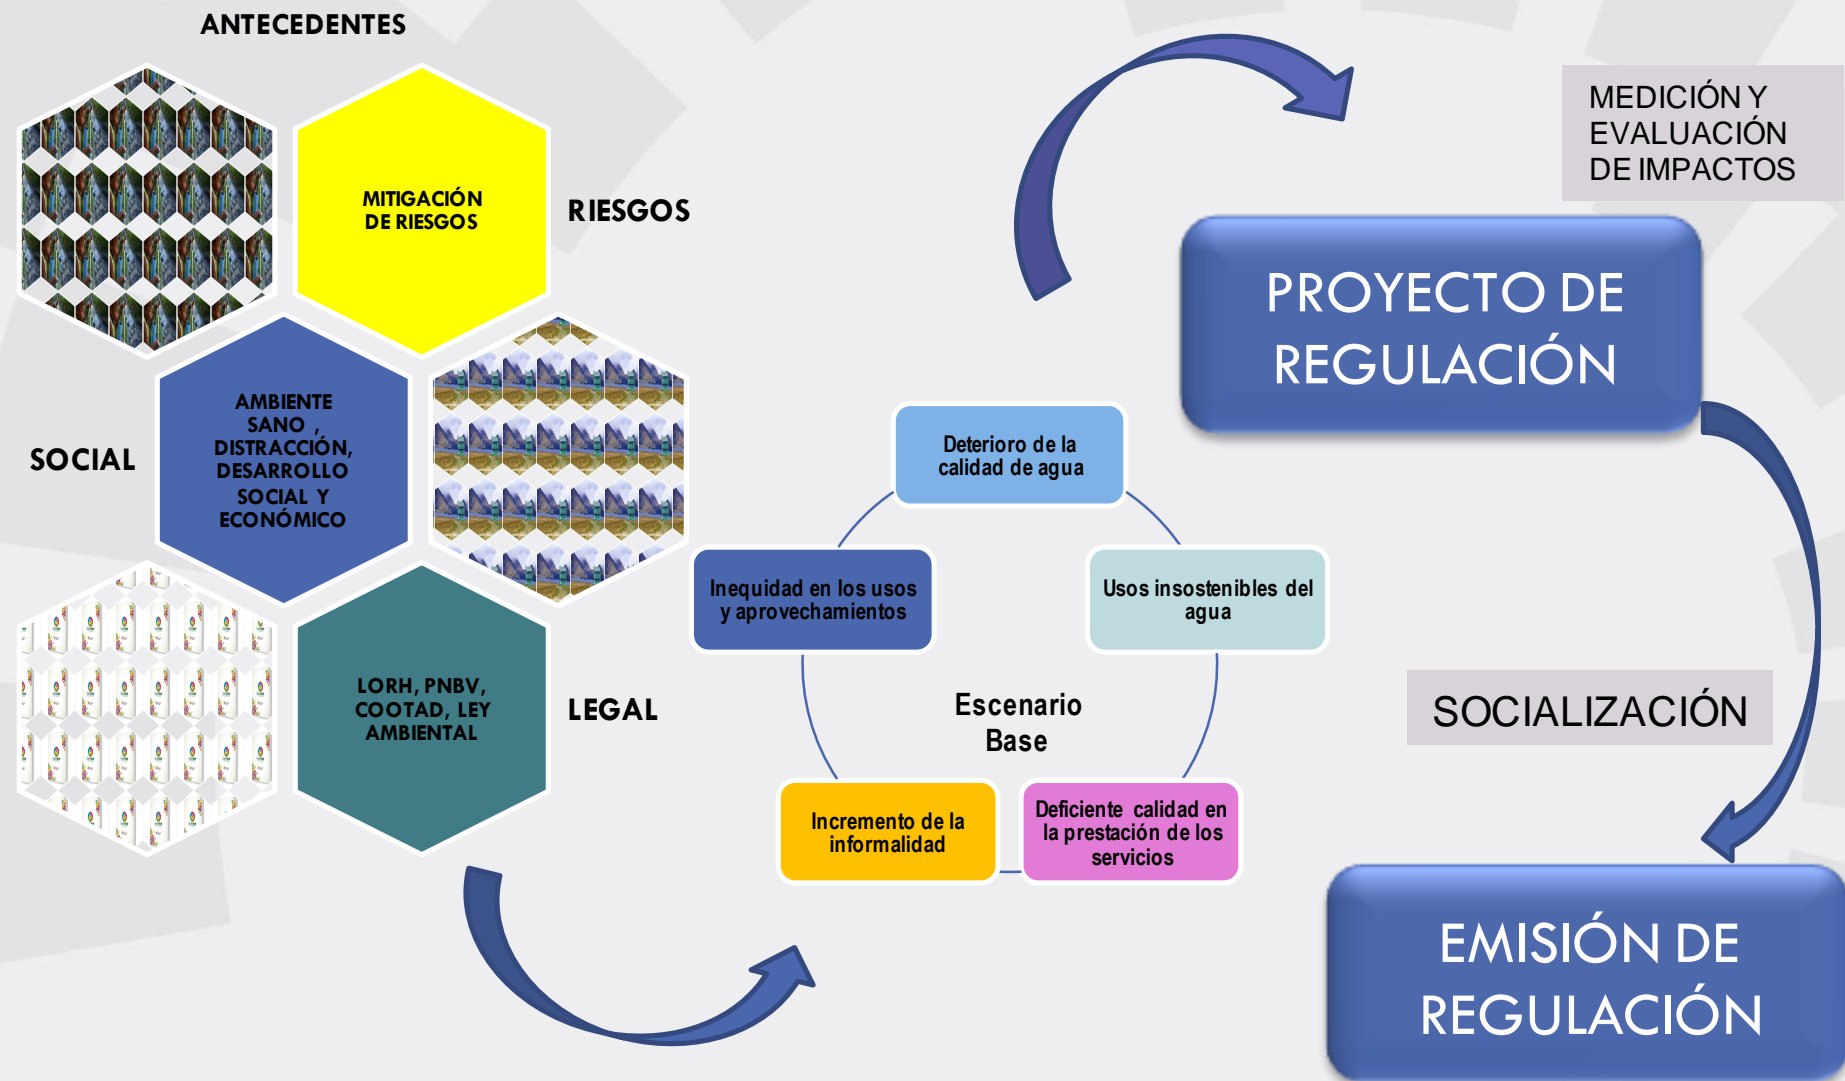 ANTECEDENTES
MITIGACIÓN
DE RIESGOS
RIESGOS
SOCIAL
AMBIENTE
SANO ,
DISTRACCIÓN,
DESARROLLO
SOCIAL Y
ECONÓMICO
LORH, PNBV,
COOTAD, LEY
AMBIENTAL
LEGAL
Deterioro de la
calidad de agua
Inequidad en los usos
y aprovechamientos
Usos insostenibles del
agua
Escenario
Base
Incremento de la
informalidad
Deficiente calidad en
la prestación de los
servicios
MEDICIÓN Y
EVALUACIÓN
DE IMPACTOS
PROYECTO DE
REGULACIÓN
SOCIALIZACIÓN
EMISIÓN DE
REGULACIÓN